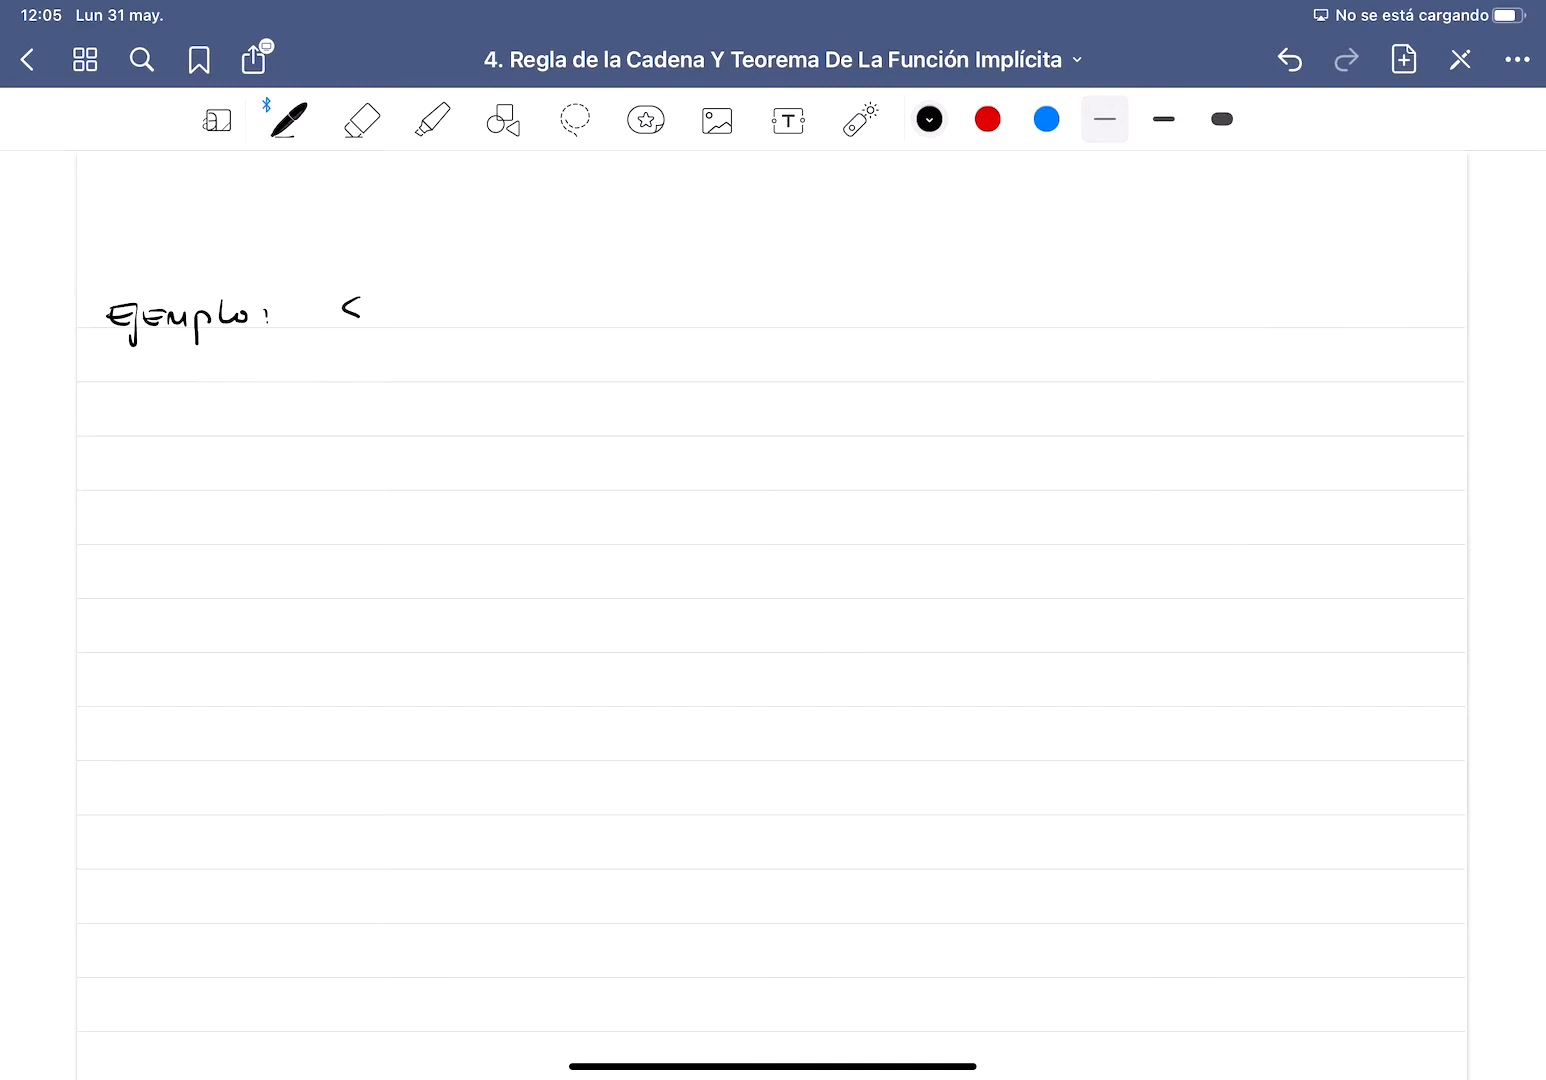 12:05 Lun 31 may. No se está cargando
4. Regla de la Cadena Y Teorema De La Función Implícita
T
Ejemplo: <